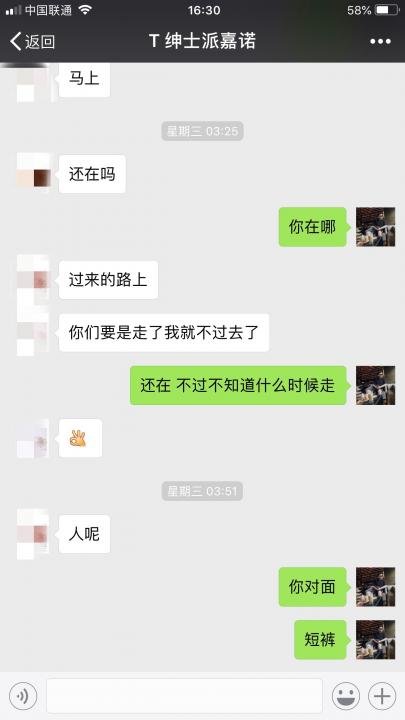 中国联通 16:30 58%
返回 T 绅士派嘉诺
马上
星期三 03:25
还在吗
你在哪
过来的路上
你们要是走了我就不过去了
还在 不过不知道什么时候走
星期三 03:51
人呢
你对面
短裤